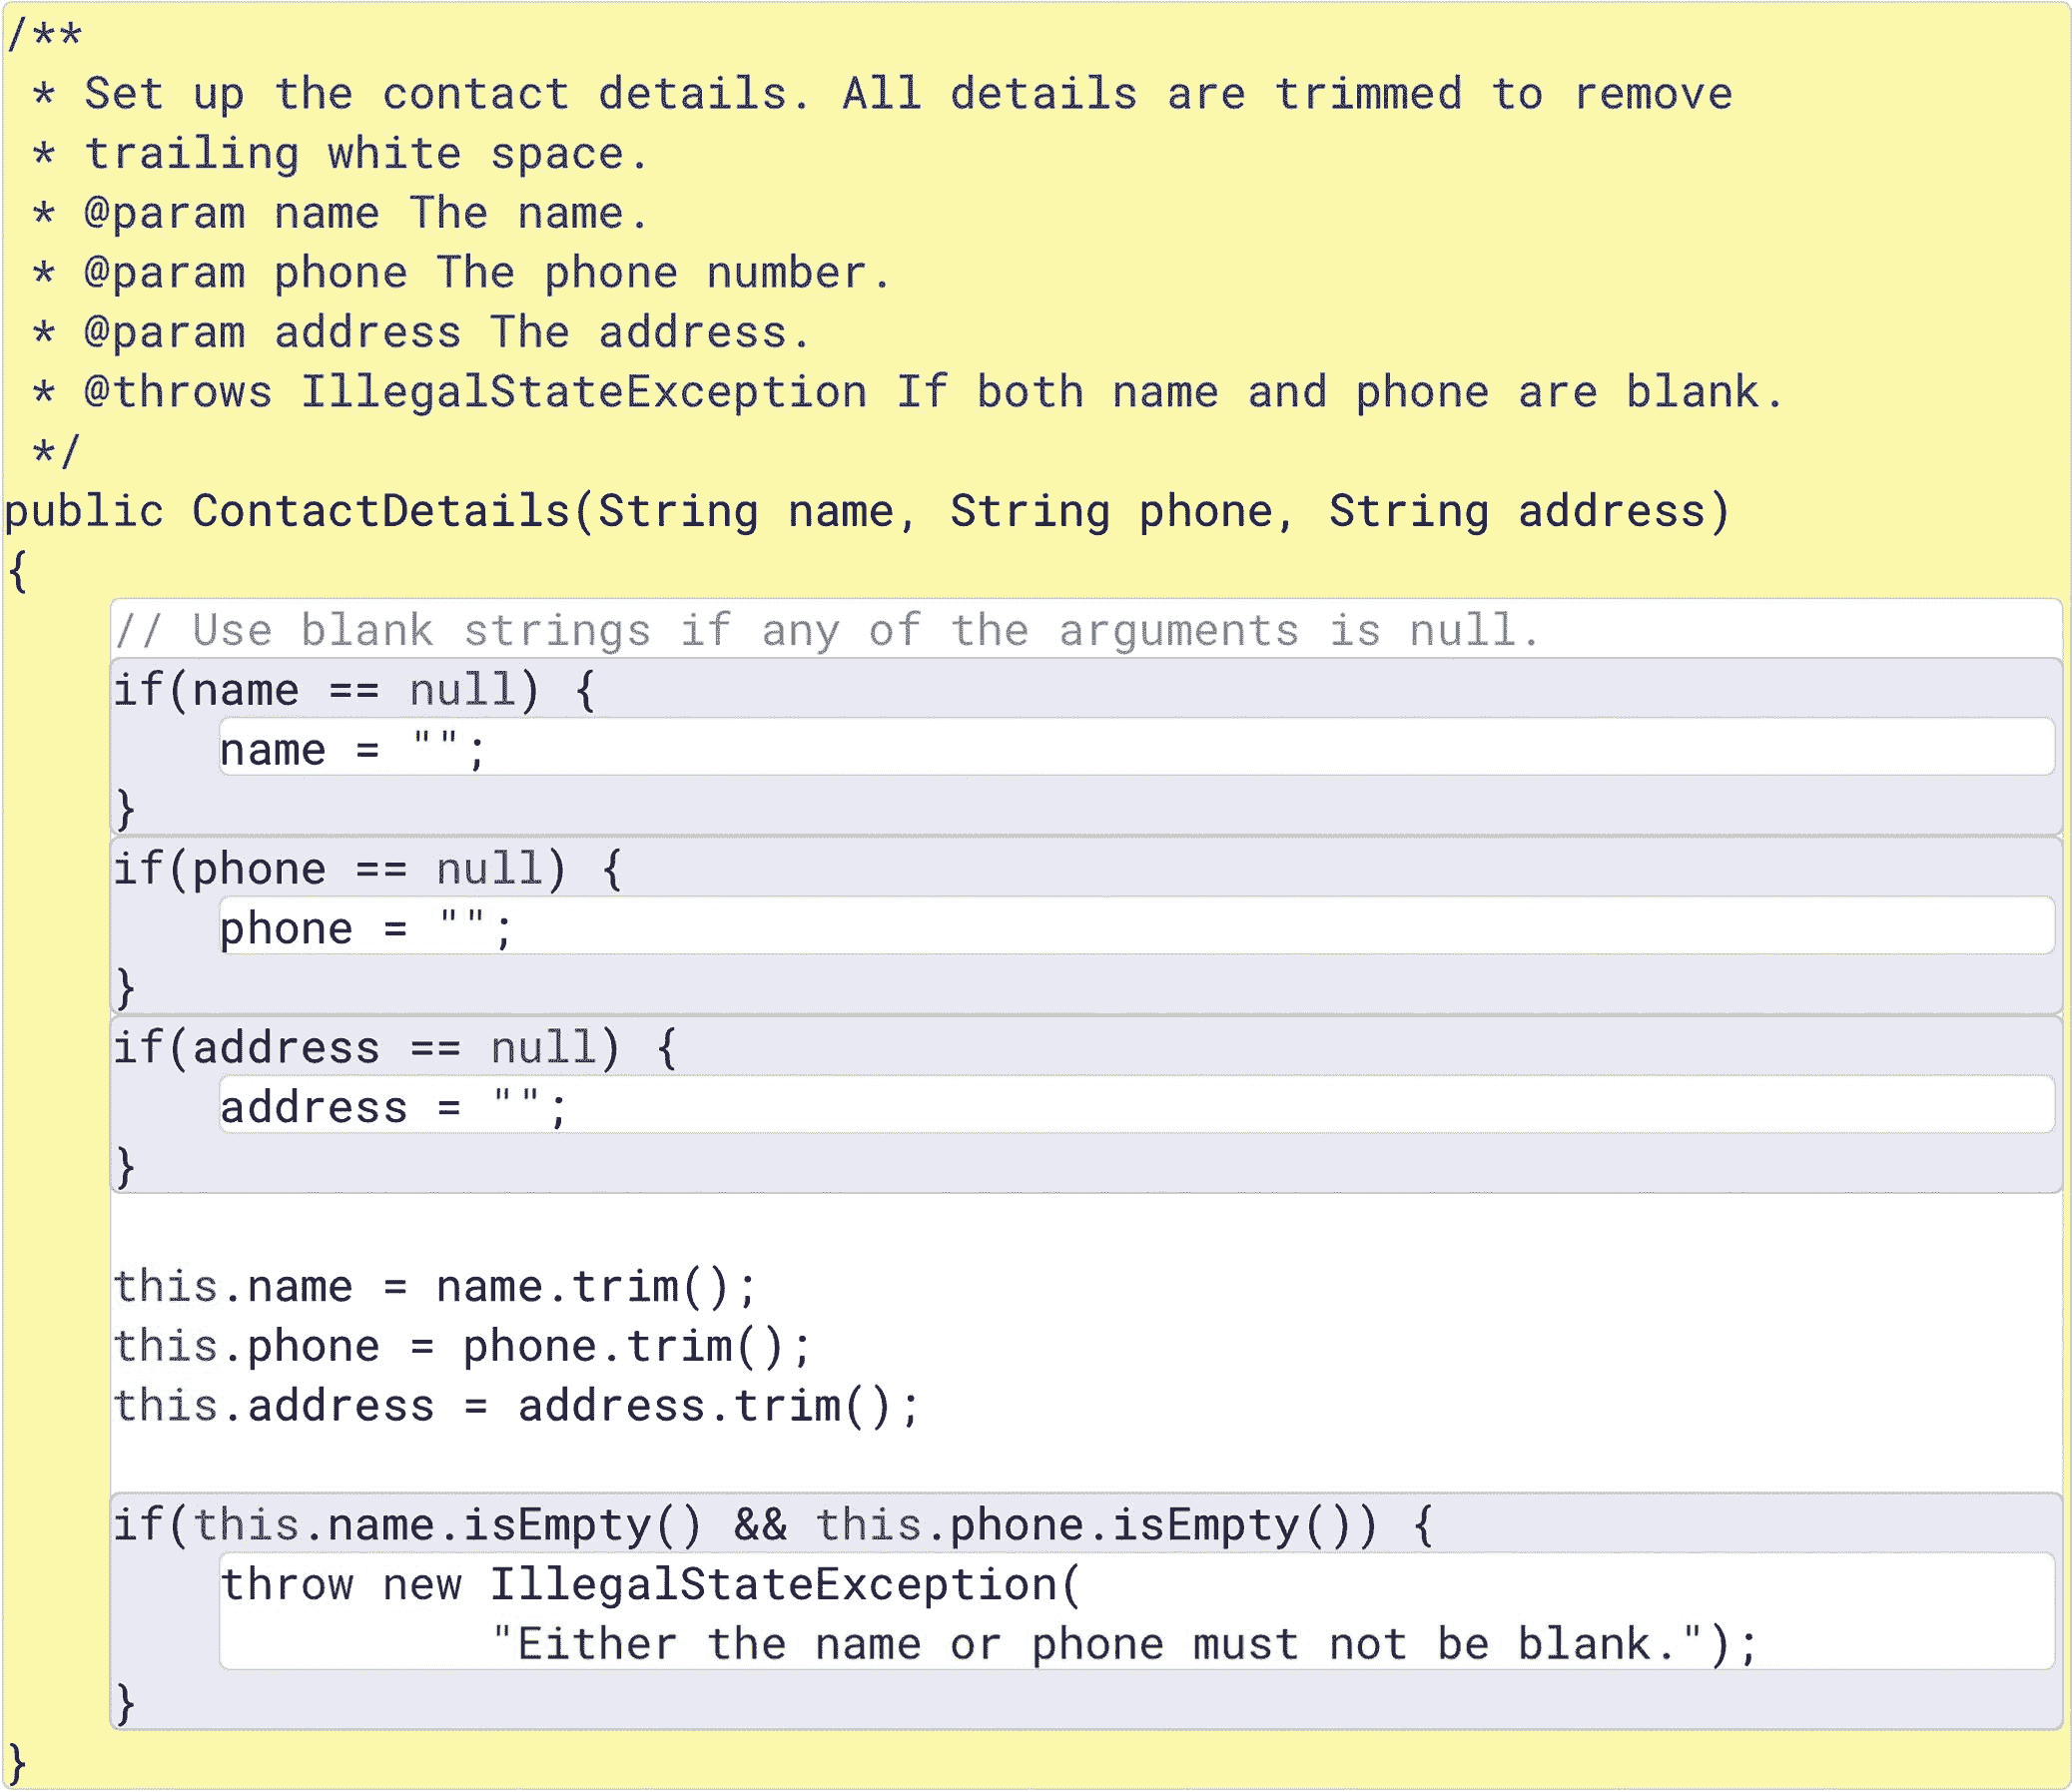 /**
 * Set up the contact details. All details are trimmed to remove
 * trailing white space.
 * @param name The name.
 * @param phone The phone number.
 * @param address The address.
 * @throws IllegalStateException If both name and phone are blank.
 */
public ContactDetails(String name, String phone, String address)
{
    // Use blank strings if any of the arguments is null.
    if(name == null) {
        name = "";
    }
    if(phone == null) {
        phone = "";
    }
    if(address == null) {
        address = "";
    }

    this.name = name.trim();
    this.phone = phone.trim();
    this.address = address.trim();

    if(this.name.isEmpty() && this.phone.isEmpty()) {
        throw new IllegalStateException(
                  "Either the name or phone must not be blank.");
    }
}